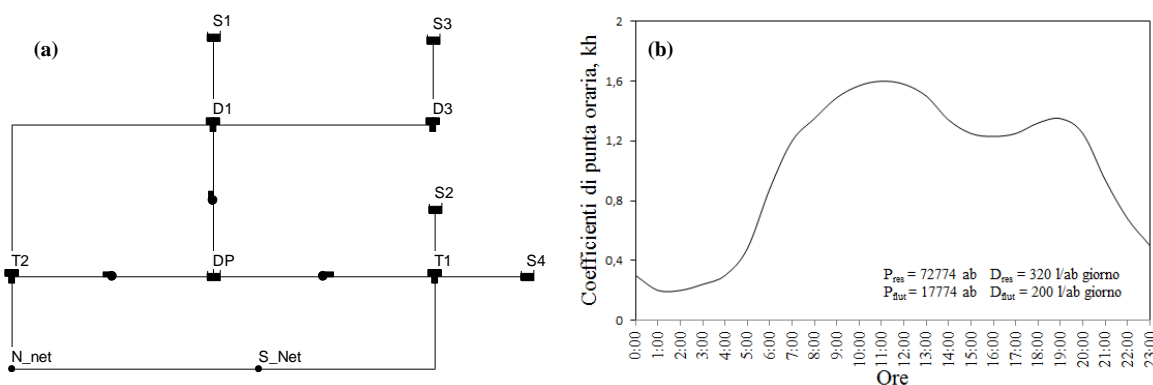 (a)
S1
S3
D1
D3
S2
T2
DP
T1
S4
N_net
S_Net
(b)
Coefficienti di punta oraria, kh
2
1,6
1,2
0,8
0,4
0
P_res = 72774 ab D_res = 320 l/ab giorno
P_flut = 17774 ab D_flut = 200 l/ab giorno
0:00
1:00
2:00
3:00
4:00
5:00
6:00
7:00
8:00
9:00
10:00
11:00
12:00
13:00
14:00
15:00
16:00
17:00
18:00
19:00
20:00
21:00
22:00
23:00
Ore